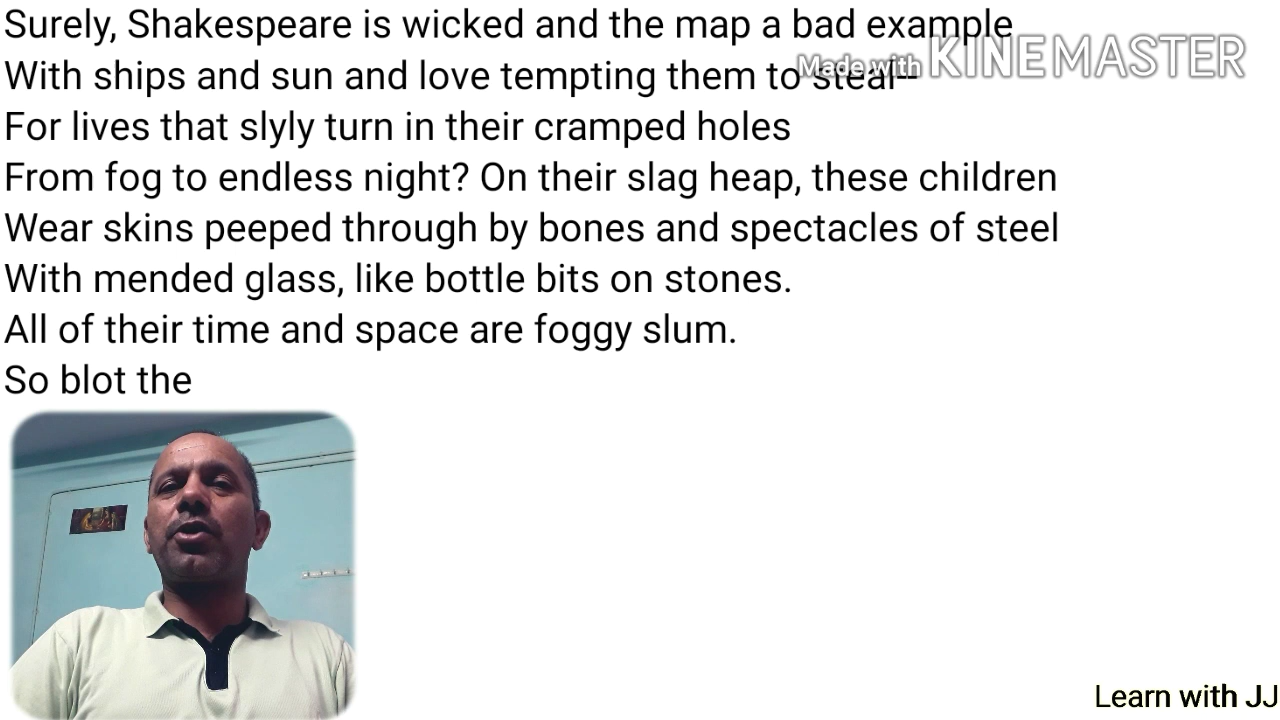 Surely, Shakespeare is wicked and the map a bad example
Made with KINEMASTER
With ships and sun and love tempting them to steal--
For lives that slyly turn in their cramped holes
From fog to endless night? On their slag heap, these children
Wear skins peeped through by bones and spectacles of steel
With mended glass, like bottle bits on stones.
All of their time and space are foggy slum.
So blot the
Learn with JJ